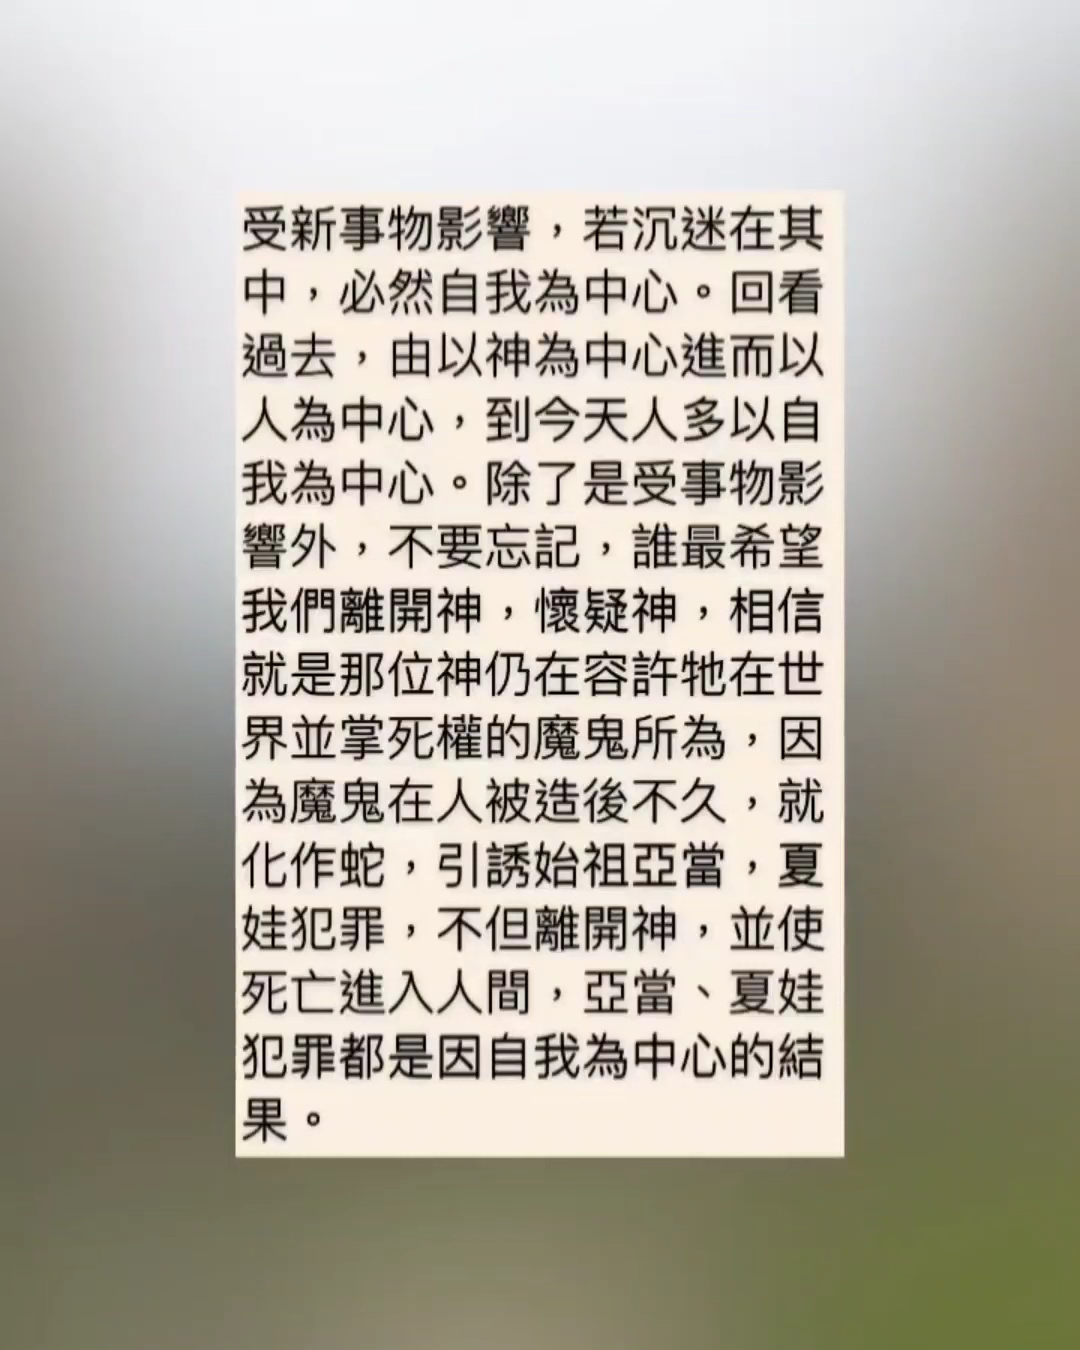 受新事物影響，若沉迷在其
中，必然自我為中心。回看
過去，由以神為中心進而以
人為中心，到今天人多以自
我為中心。除了是受事物影
響外，不要忘記，誰最希望
我們離開神，懷疑神，相信
就是那位神仍在容許牠在世
界並掌死權的魔鬼所為，因
為魔鬼在人被造後不久，就
化作蛇，引誘始祖亞當，夏
娃犯罪，不但離開神，並使
死亡進入人間，亞當、夏娃
犯罪都是因自我為中心的結
果。